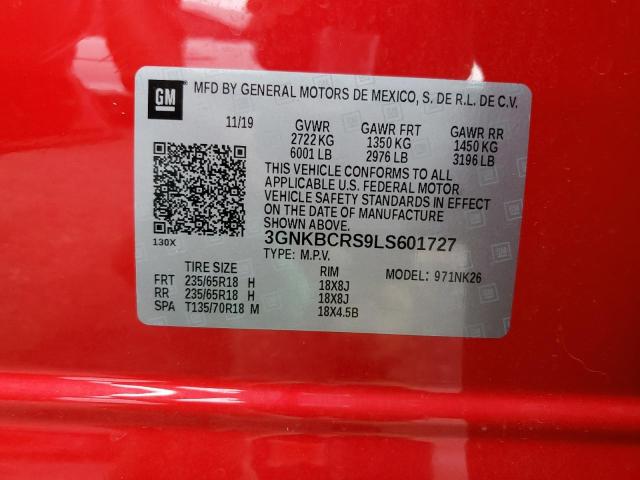 GM
MFD BY GENERAL MOTORS DE MEXICO, S. DE R.L. DE C.V.
11/19 GVWR GAWR FRT GAWR RR
2722 KG 1350 KG 1450 KG
6001 LB 2976 LB 3196 LB
THIS VEHICLE CONFORMS TO ALL
APPLICABLE U.S. FEDERAL MOTOR
VEHICLE SAFETY STANDARDS IN EFFECT
ON THE DATE OF MANUFACTURE
SHOWN ABOVE.
3GNKBCRS9LS601727
130X
TYPE: M.P.V.
TIRE SIZE RIM MODEL: 971NK26
FRT 235/65R18 H 18X8J
RR 235/65R18 H 18X8J
SPA T135/70R18 M 18X4.5B